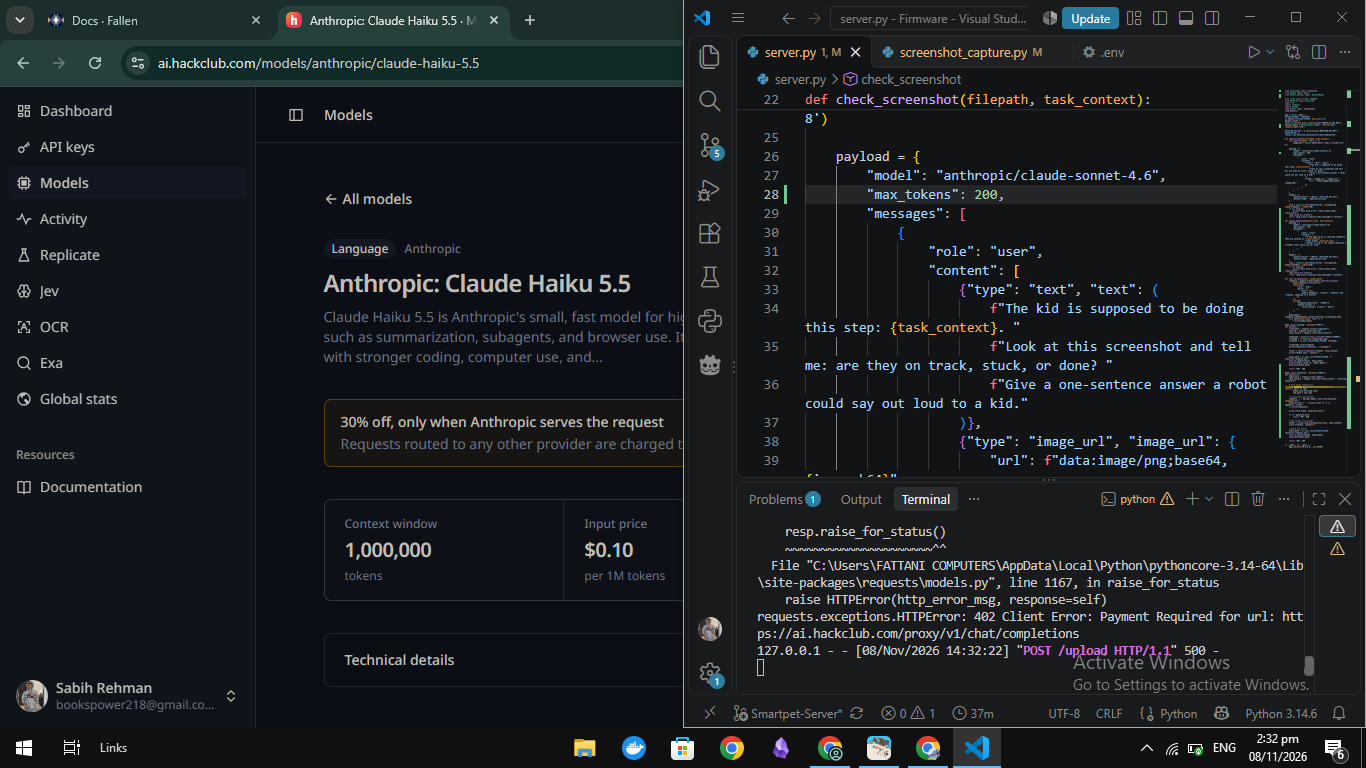 Docs · Fallen
Anthropic: Claude Haiku 5.5 · M
ai.hackclub.com/models/anthropic/claude-haiku-5.5
Dashboard
API keys
Models
Activity
Replicate
Jev
OCR
Exa
Global stats
Resources
Documentation
Sabih Rehman
bookspower218@gmail.co...
Models
← All models
Language Anthropic
Anthropic: Claude Haiku 5.5
Claude Haiku 5.5 is Anthropic's small, fast model for hig
such as summarization, subagents, and browser use. It
with stronger coding, computer use, and...
30% off, only when Anthropic serves the request
Requests routed to any other provider are charged t
Context window
1,000,000
tokens
Input price
$0.10
per 1M tokens
Technical details
server.py - Firmware - Visual Stud...
Update
server.py 1, M
screenshot_capture.py M
.env
server.py > check_screenshot
22 def check_screenshot(filepath, task_context):
8')
25
26 payload = {
27 "model": "anthropic/claude-sonnet-4.6",
28 "max_tokens": 200,
29 "messages": [
30 {
31 "role": "user",
32 "content": [
33 {"type": "text", "text": (
34 f"The kid is supposed to be doing
this step: {task_context}. "
35 f"Look at this screenshot and tell
me: are they on track, stuck, or done? "
36 f"Give a one-sentence answer a robot
could say out loud to a kid."
37 )},
38 {"type": "image_url", "image_url": {
39 "url": f"data:image/png;base64,
5
Problems 1 Output Terminal ...
python
resp.raise_for_status()
~~~~~~~~~~~~~~~~~~~~~^^
File "C:\Users\FATTANI COMPUTERS\AppData\Local\Python\pythoncore-3.14-64\Lib
\site-packages\requests\models.py", line 1167, in raise_for_status
raise HTTPError(http_error_msg, response=self)
requests.exceptions.HTTPError: 402 Client Error: Payment Required for url: htt
ps://ai.hackclub.com/proxy/v1/chat/completions
127.0.0.1 - - [08/Nov/2026 14:32:22] "POST /upload HTTP/1.1" 500 -
Activate Windows
Go to Settings to activate Windows.
1
Smartpet-Server* 0 1 37m UTF-8 CRLF {} Python Python 3.14.6
Links
ENG
2:32 pm
08/11/2026
6